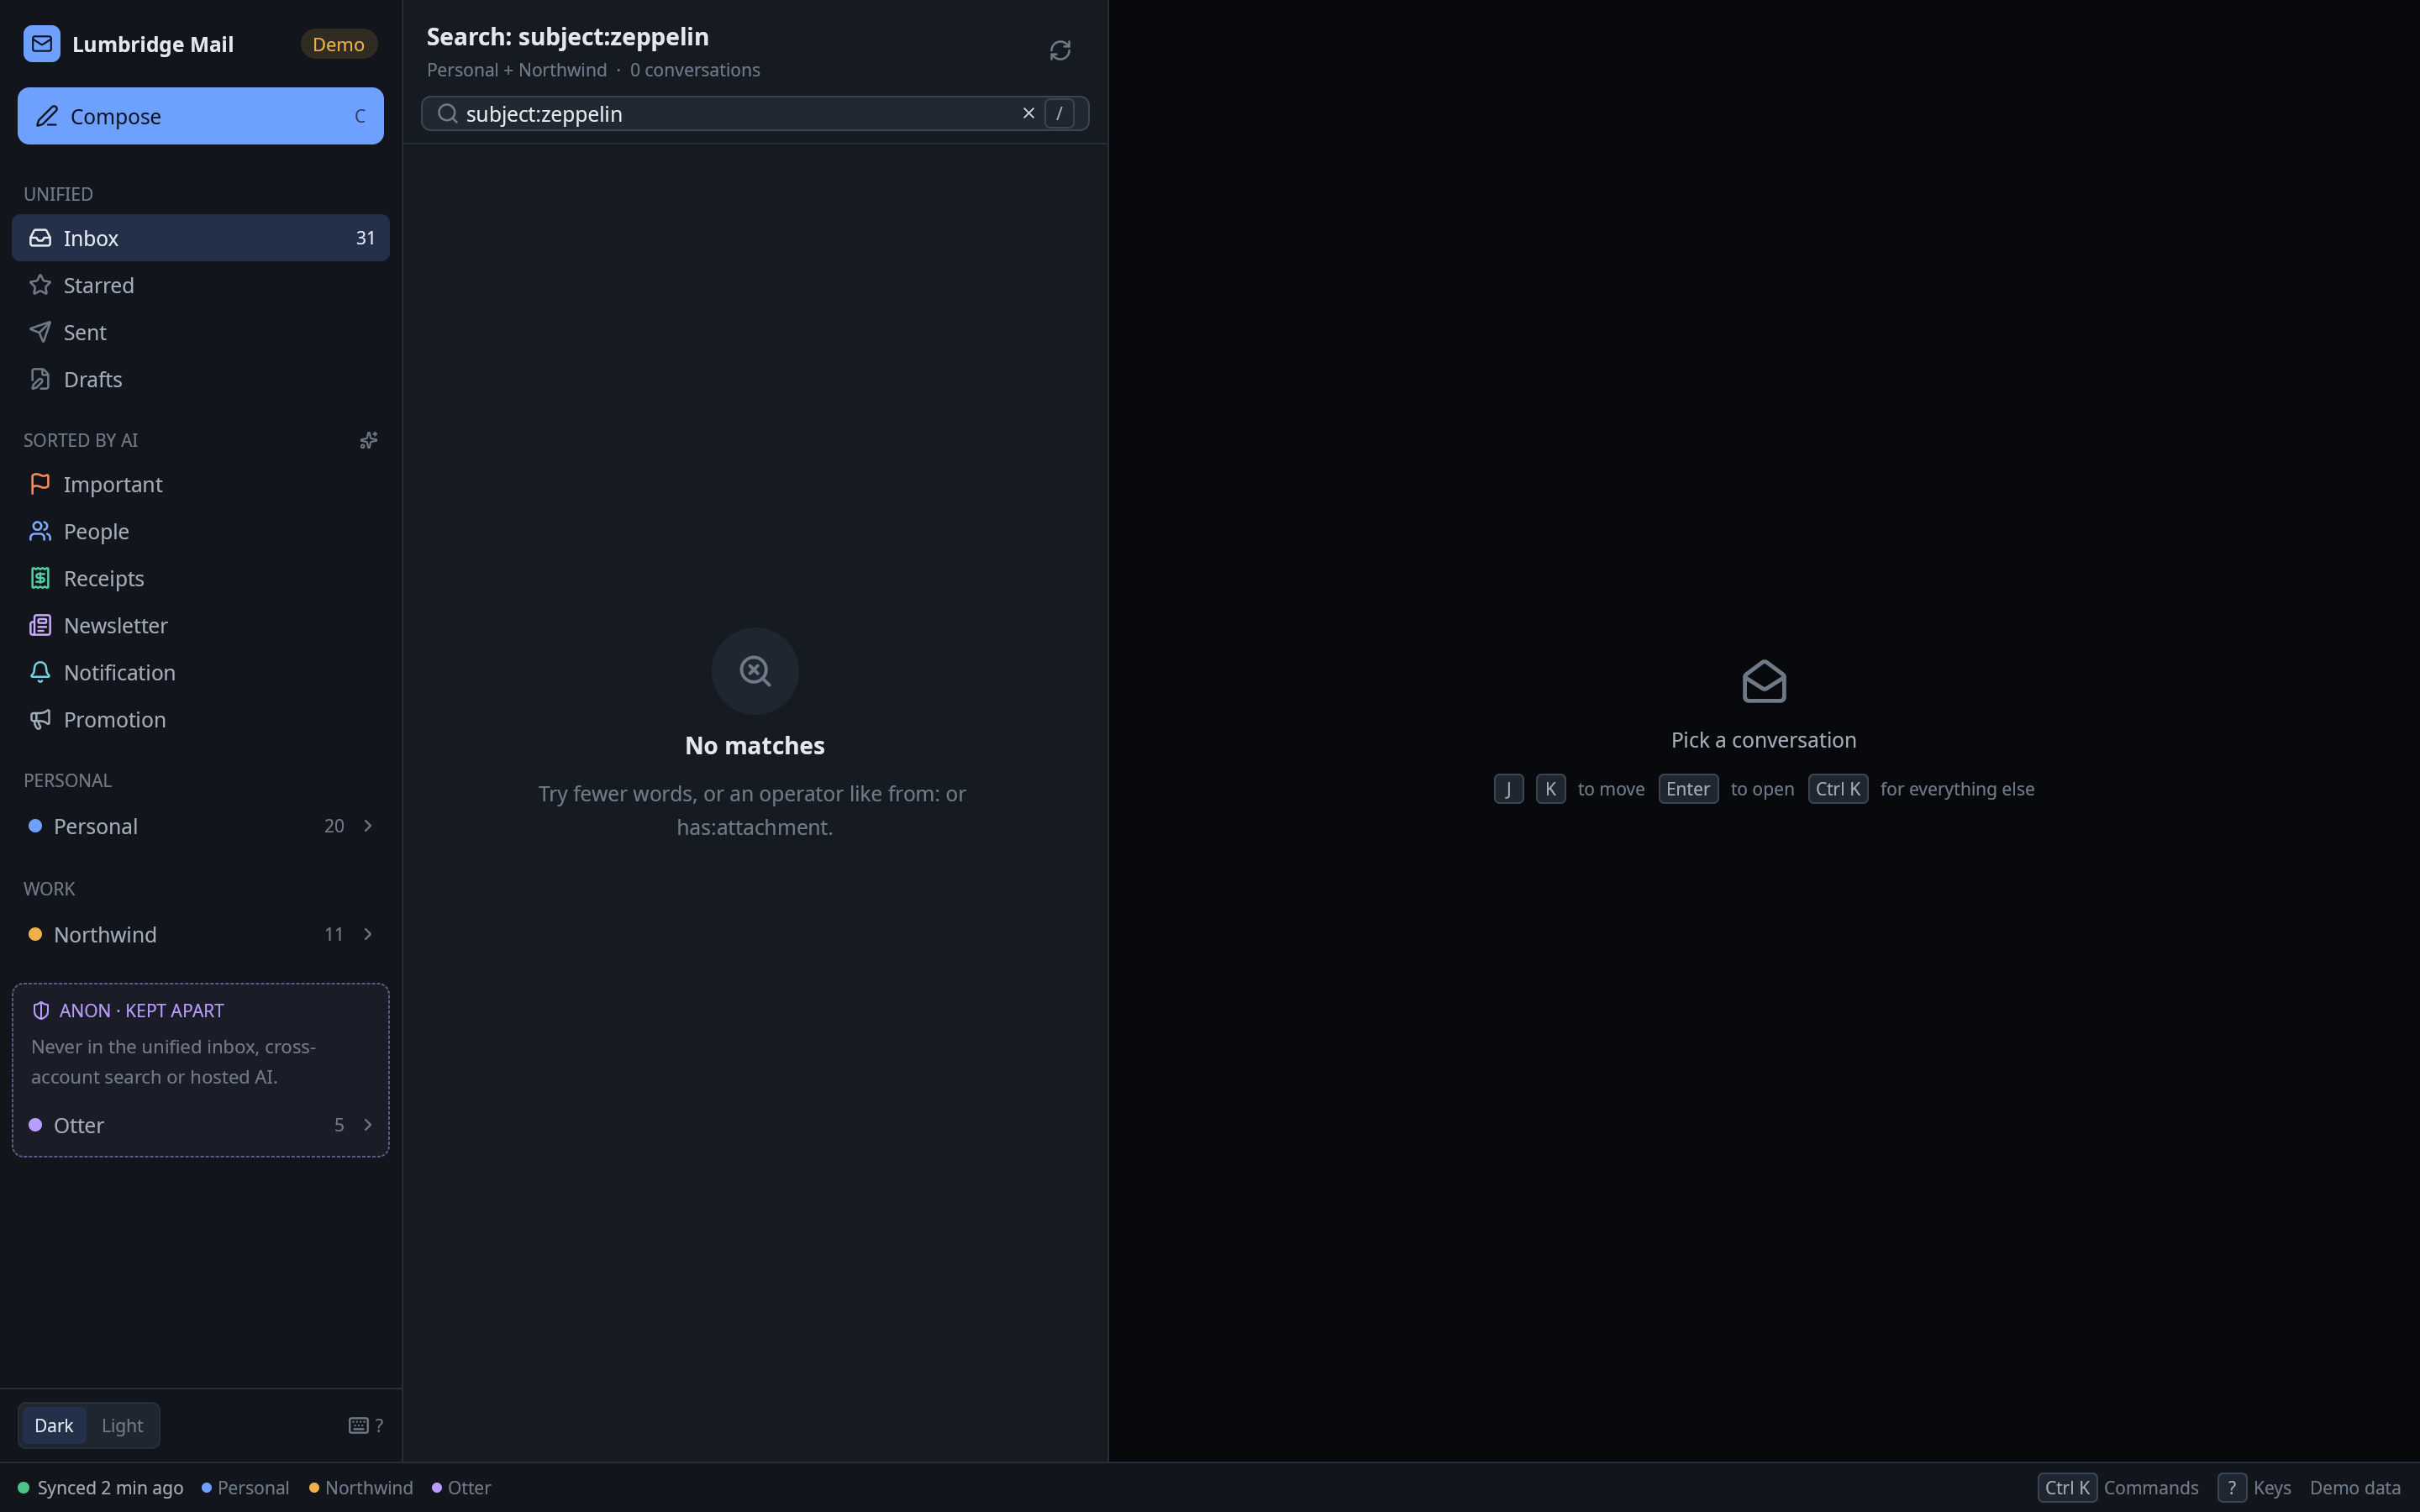 Lumbridge Mail
Demo
Compose
C
UNIFIED
Inbox
31
Starred
Sent
Drafts
SORTED BY AI
Important
People
Receipts
Newsletter
Notification
Promotion
PERSONAL
Personal
20
WORK
Northwind
11
ANON · KEPT APART
Never in the unified inbox, cross-
account search or hosted AI.
Otter
5
Dark
Light
?
Search: subject:zeppelin
Personal + Northwind · 0 conversations
subject:zeppelin
/
No matches
Try fewer words, or an operator like from: or
has:attachment.
Pick a conversation
J K to move Enter to open Ctrl K for everything else
Synced 2 min ago Personal Northwind Otter
Ctrl K Commands ? Keys Demo data